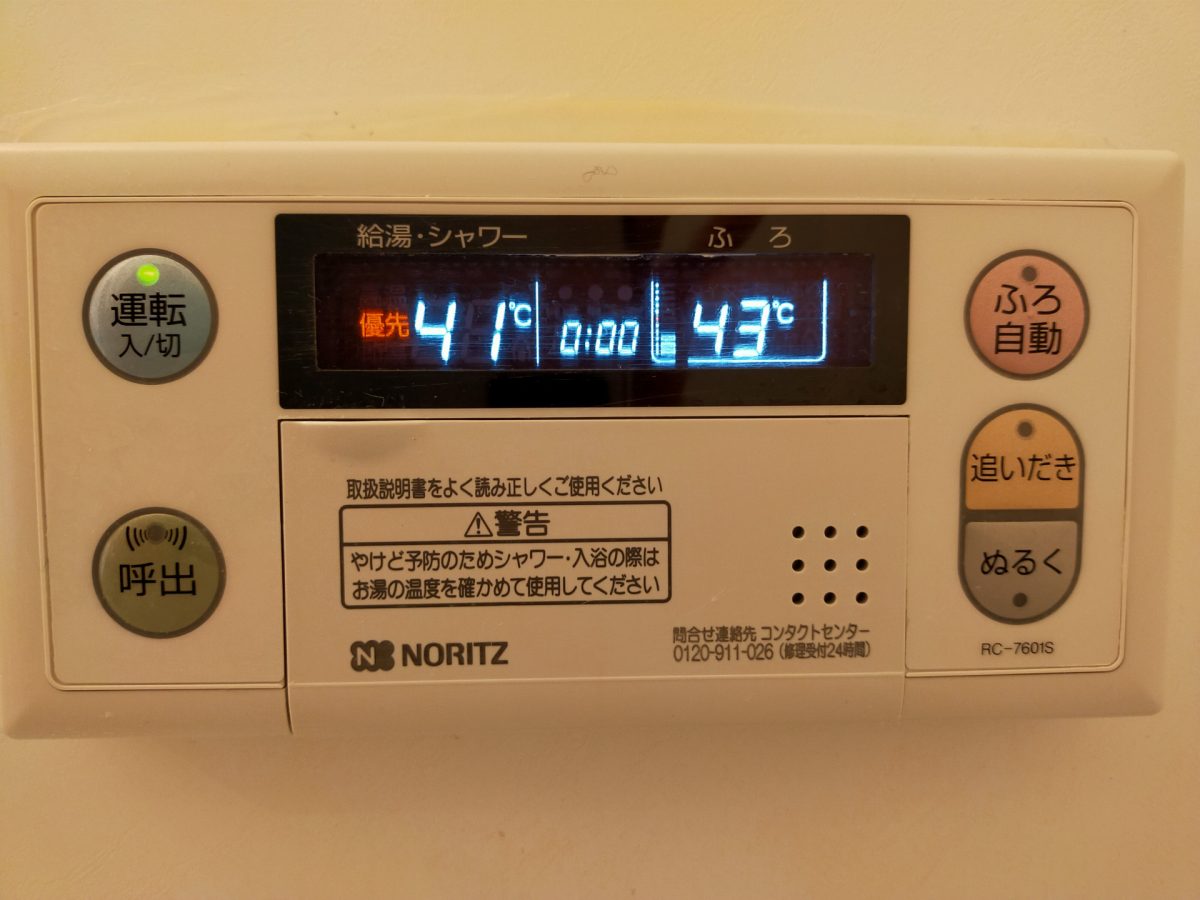 給湯・シャワー
ふろ
優先 41℃ 0:00 43℃
運転
入/切
呼出
取扱説明書をよく読み正しくご使用ください
⚠警告
やけど予防のためシャワー・入浴の際は
お湯の温度を確かめて使用してください
NORITZ
問合せ連絡先 コンタクトセンター
0120-911-026（修理受付24時間）
ふろ
自動
追いだき
ぬるく
RC-7601S